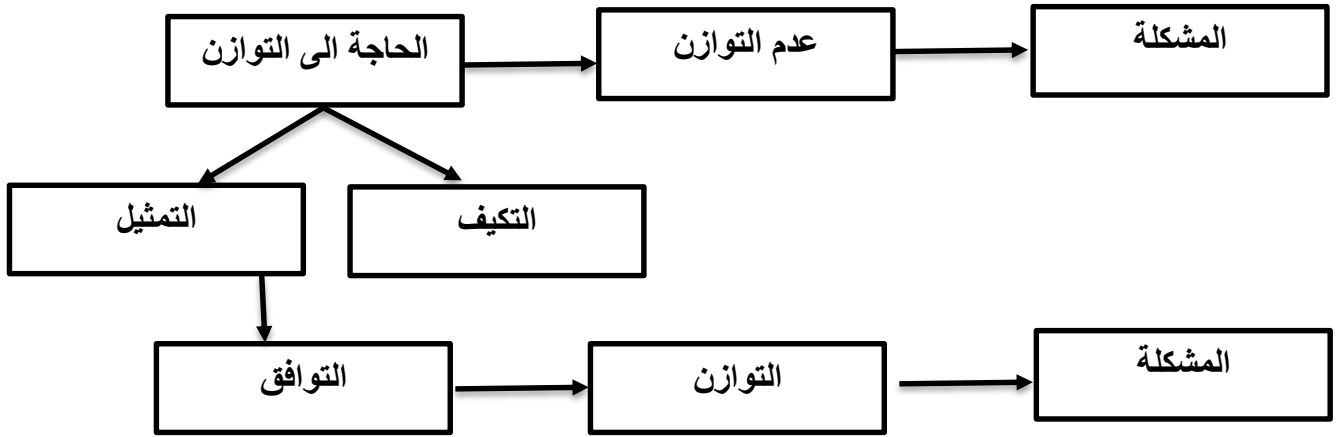 المشكلة
عدم التوازن
الحاجة الى التوازن
التكيف
التمثيل
المشكلة
التوازن
التوافق